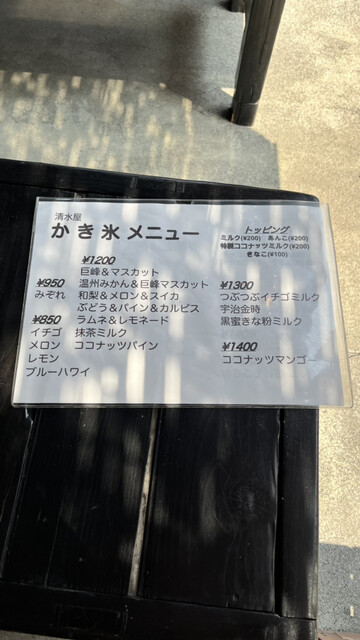 清水屋
かき氷メニュー
トッピング
ミルク(¥200) あんこ(¥200)
特製ココナッツミルク(¥200)
きなこ(¥100)
¥1200
巨峰&マスカット
温州みかん&巨峰マスカット
和梨&メロン&スイカ
ぶどう&パイン&カルピス
ラムネ&レモネード
抹茶ミルク
ココナッツパイン
¥950
みぞれ
¥850
イチゴ
メロン
レモン
ブルーハワイ
¥1300
つぶつぶイチゴミルク
宇治金時
黒蜜きな粉ミルク
¥1400
ココナッツマンゴー